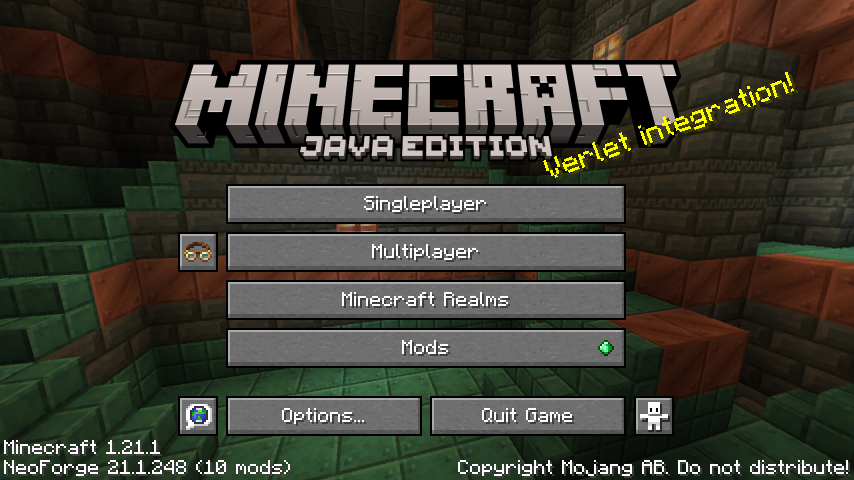 MINECRAFT
JAVA EDITION
Verlet integration!
Singleplayer
Multiplayer
Minecraft Realms
Mods
Options...
Quit Game
Minecraft 1.21.1
NeoForge 21.1.248 (10 mods)
Copyright Mojang AB. Do not distribute!